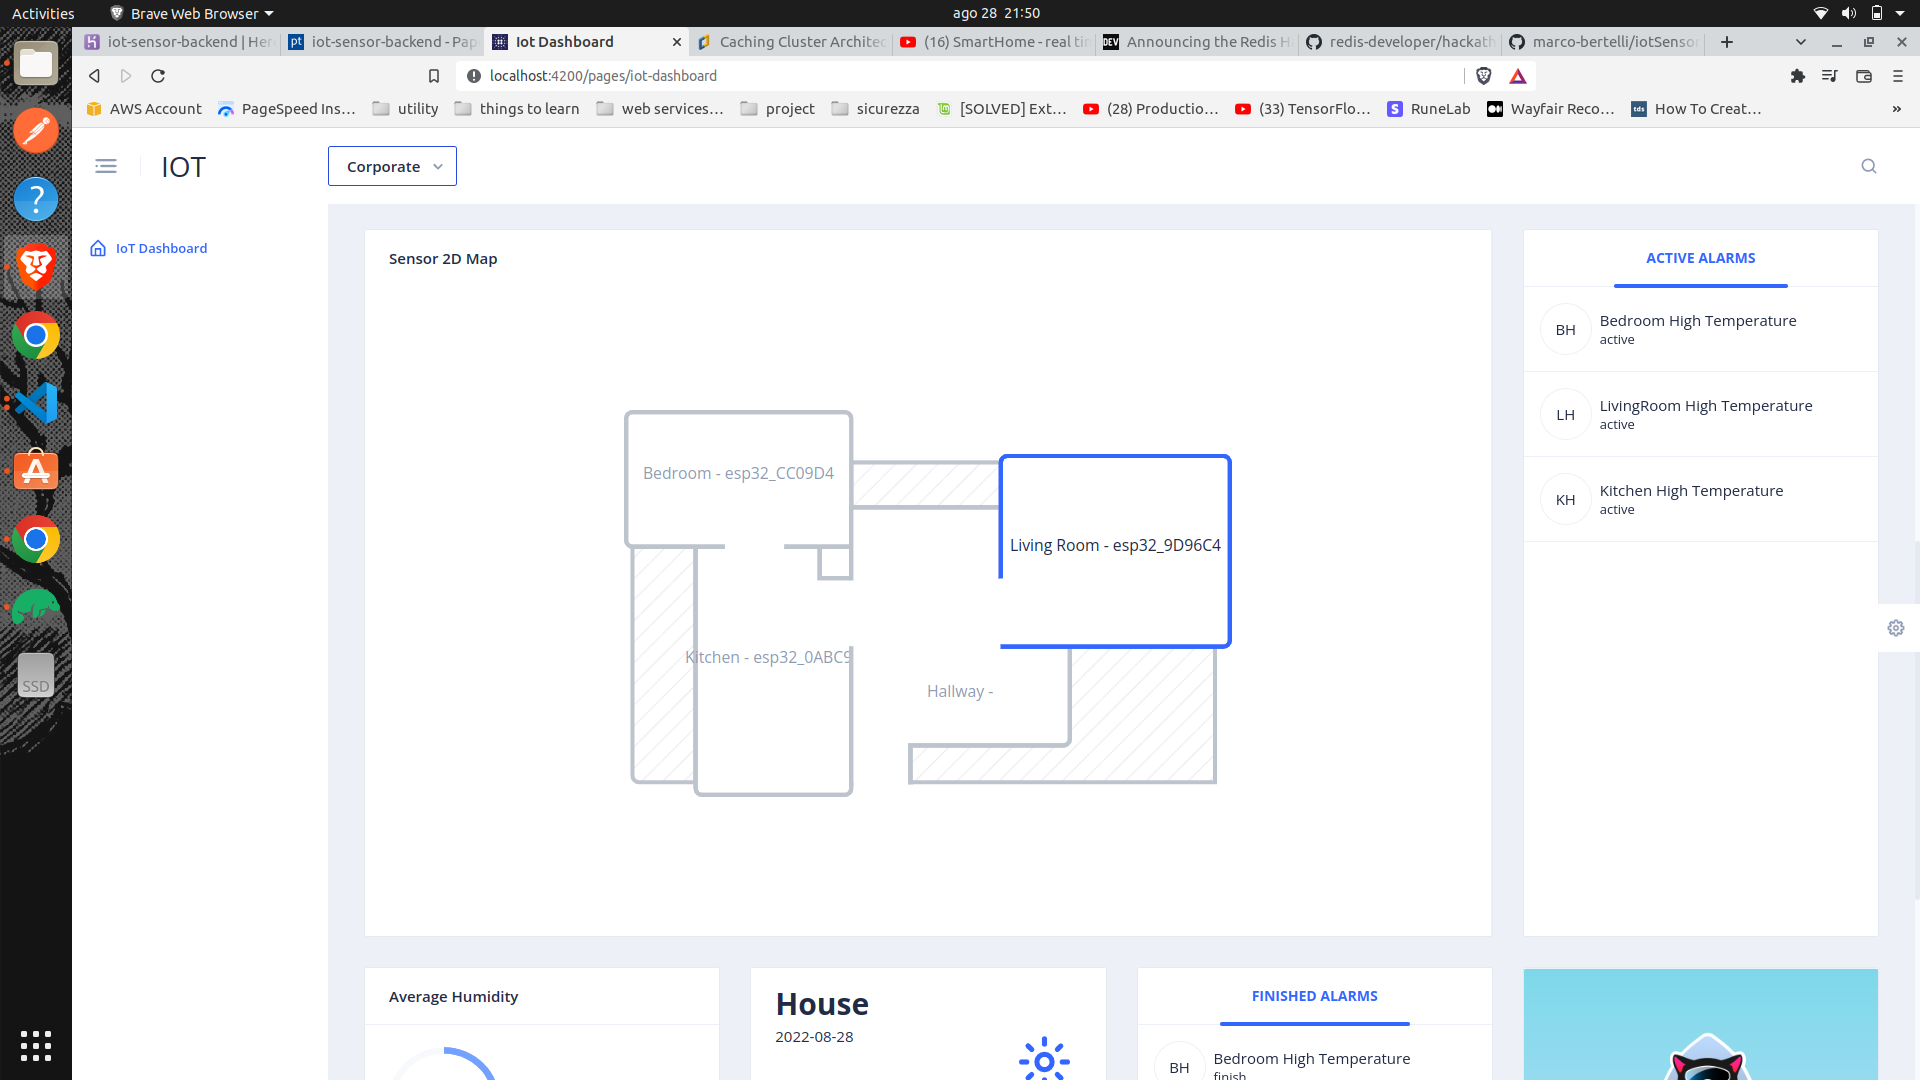 Activities
Brave Web Browser
ago 28 21:50
iot-sensor-backend | Her
iot-sensor-backend - Pap
Iot Dashboard
Caching Cluster Architec
(16) SmartHome - real tim
DEV
Announcing the Redis H
redis-developer/hackath
marco-bertelli/iotSensor
localhost:4200/pages/iot-dashboard
AWS Account
PageSpeed Ins...
utility
things to learn
web services...
project
sicurezza
[SOLVED] Ext...
(28) Productio...
(33) TensorFlo...
RuneLab
Wayfair Reco...
tds
How To Creat...
IOT
Corporate
IoT Dashboard
Sensor 2D Map
Bedroom - esp32_CC09D4
Living Room - esp32_9D96C4
Kitchen - esp32_0ABC9
Hallway -
ACTIVE ALARMS
BH
Bedroom High Temperature
active
LH
LivingRoom High Temperature
active
KH
Kitchen High Temperature
active
SSD
Average Humidity
House
2022-08-28
FINISHED ALARMS
BH
Bedroom High Temperature
finish